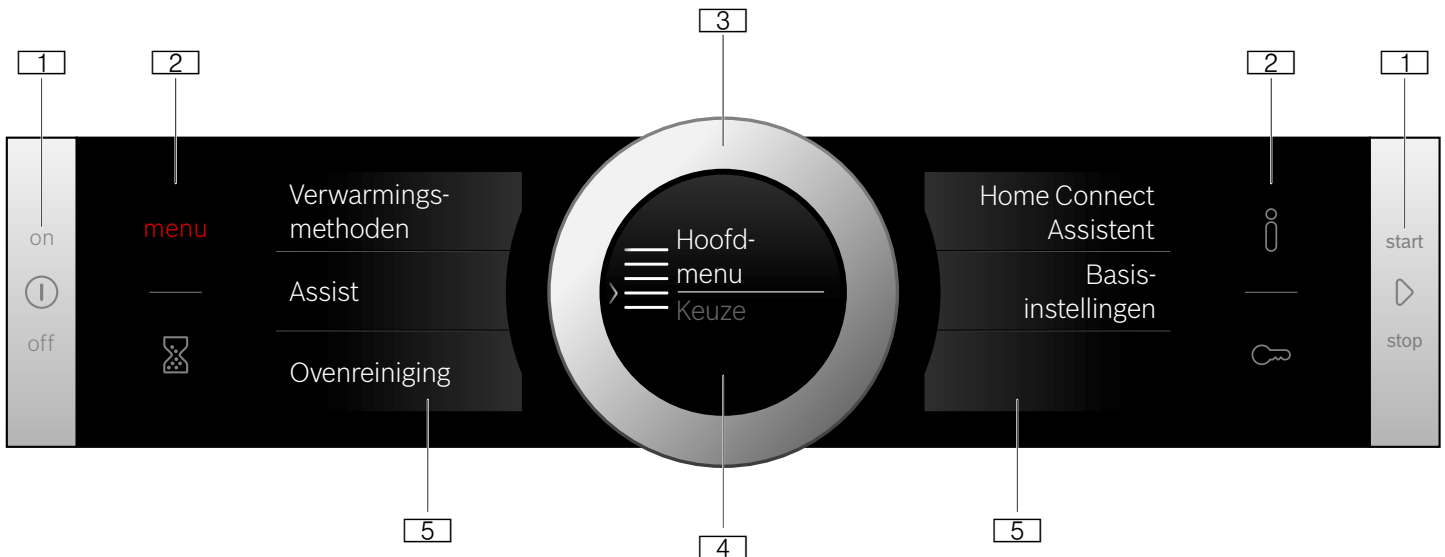 3
1
2
2
1
on
off
menu
Verwarmings-
methoden
Assist
Ovenreiniging
Hoofd-
menu
Keuze
Home Connect
Assistent
Basis-
instellingen
start
stop
5
4
5